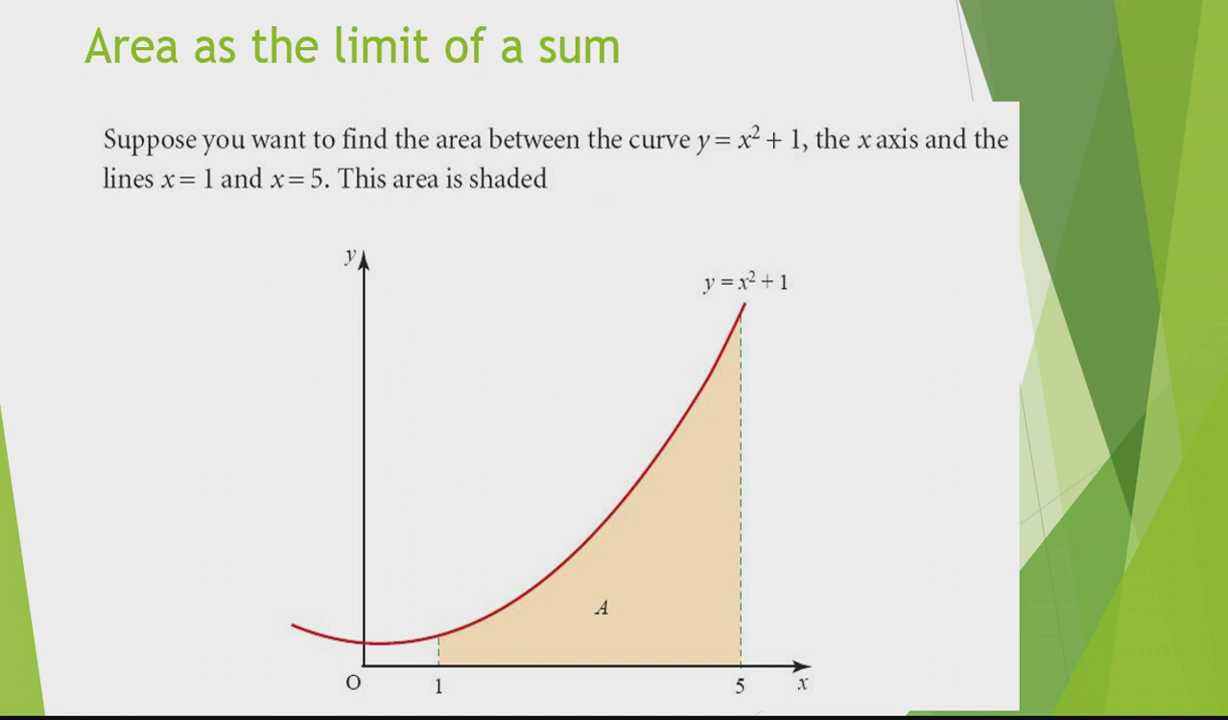 Area as the limit of a sum
Suppose you want to find the area between the curve y = x² + 1, the x axis and the
lines x = 1 and x = 5. This area is shaded
y
y = x² + 1
A
O 1 5 x